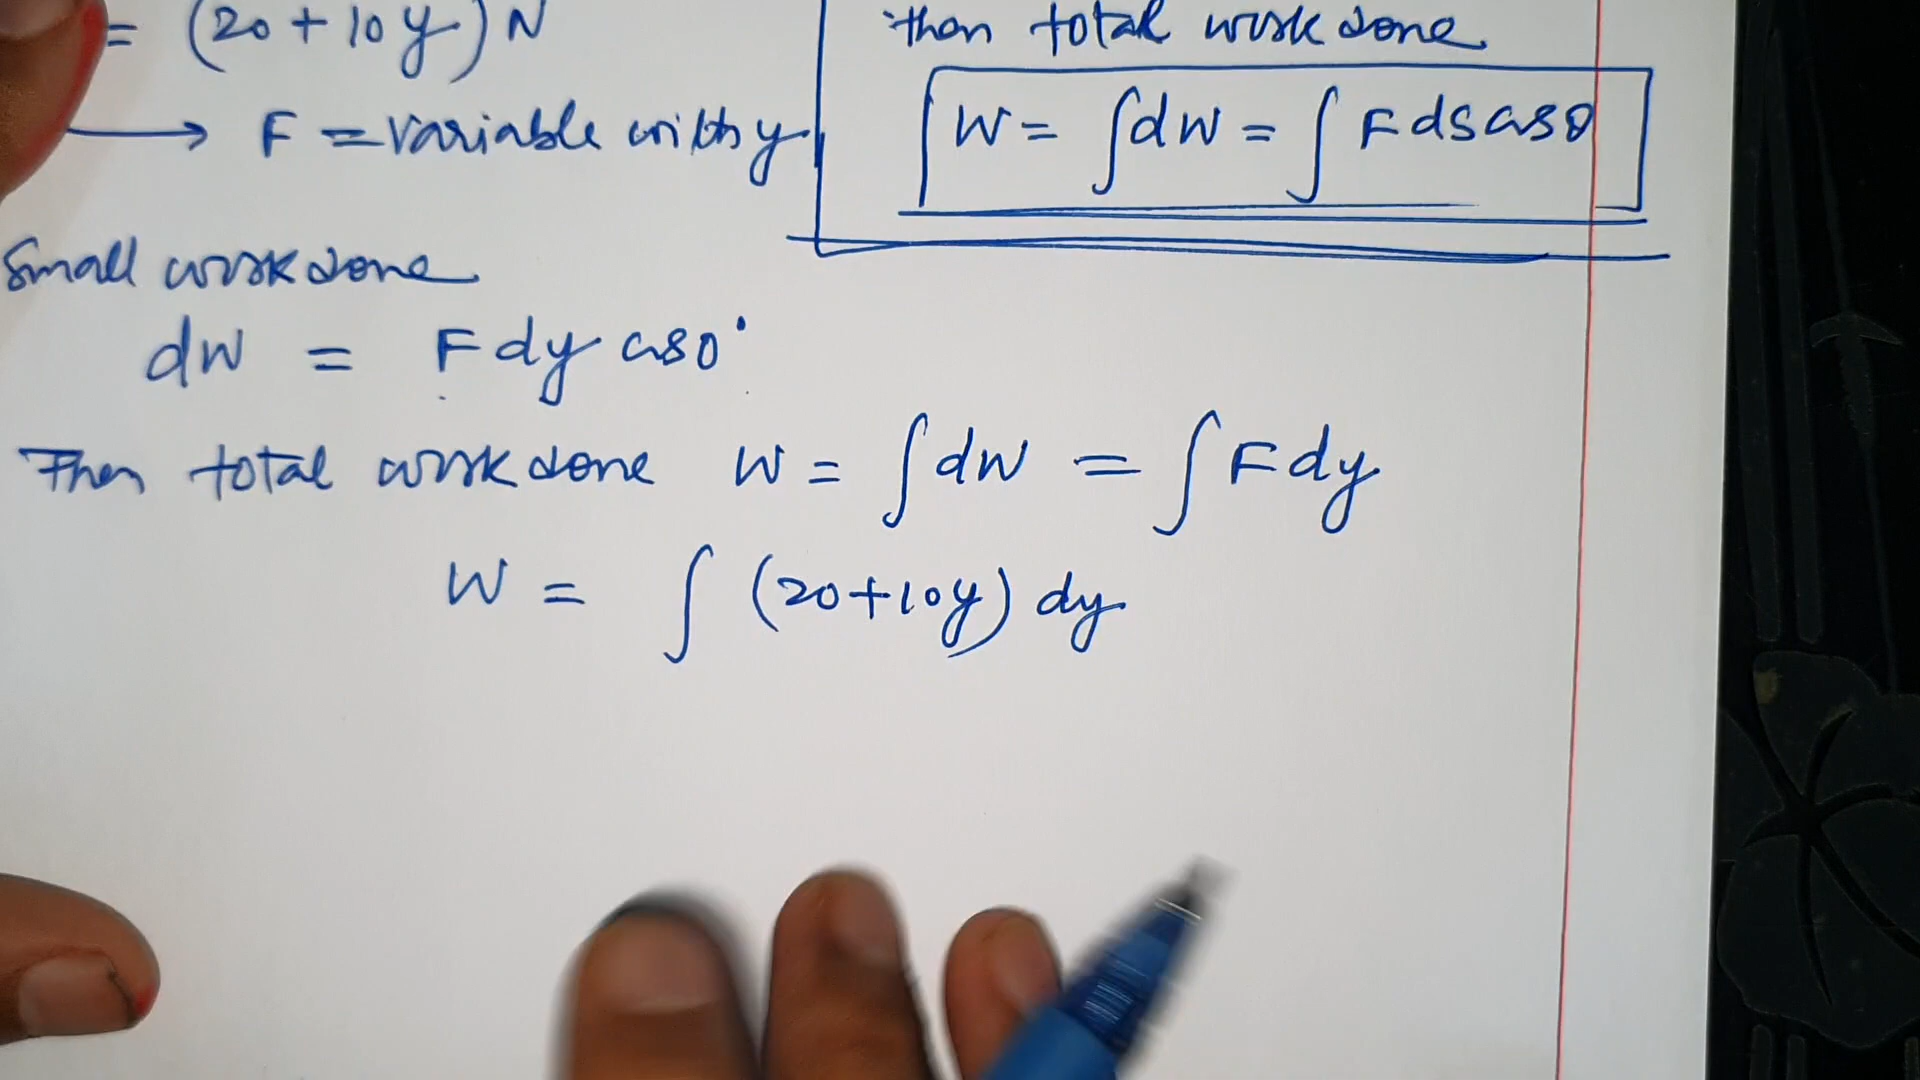 = (20 + 10y) N
→ F = variable with y
then total work done
W = ∫dW = ∫ F ds cos θ
Small work done
dW = F dy cos 0°
Then total work done W = ∫ dW = ∫ F dy
W = ∫ (20+10y) dy